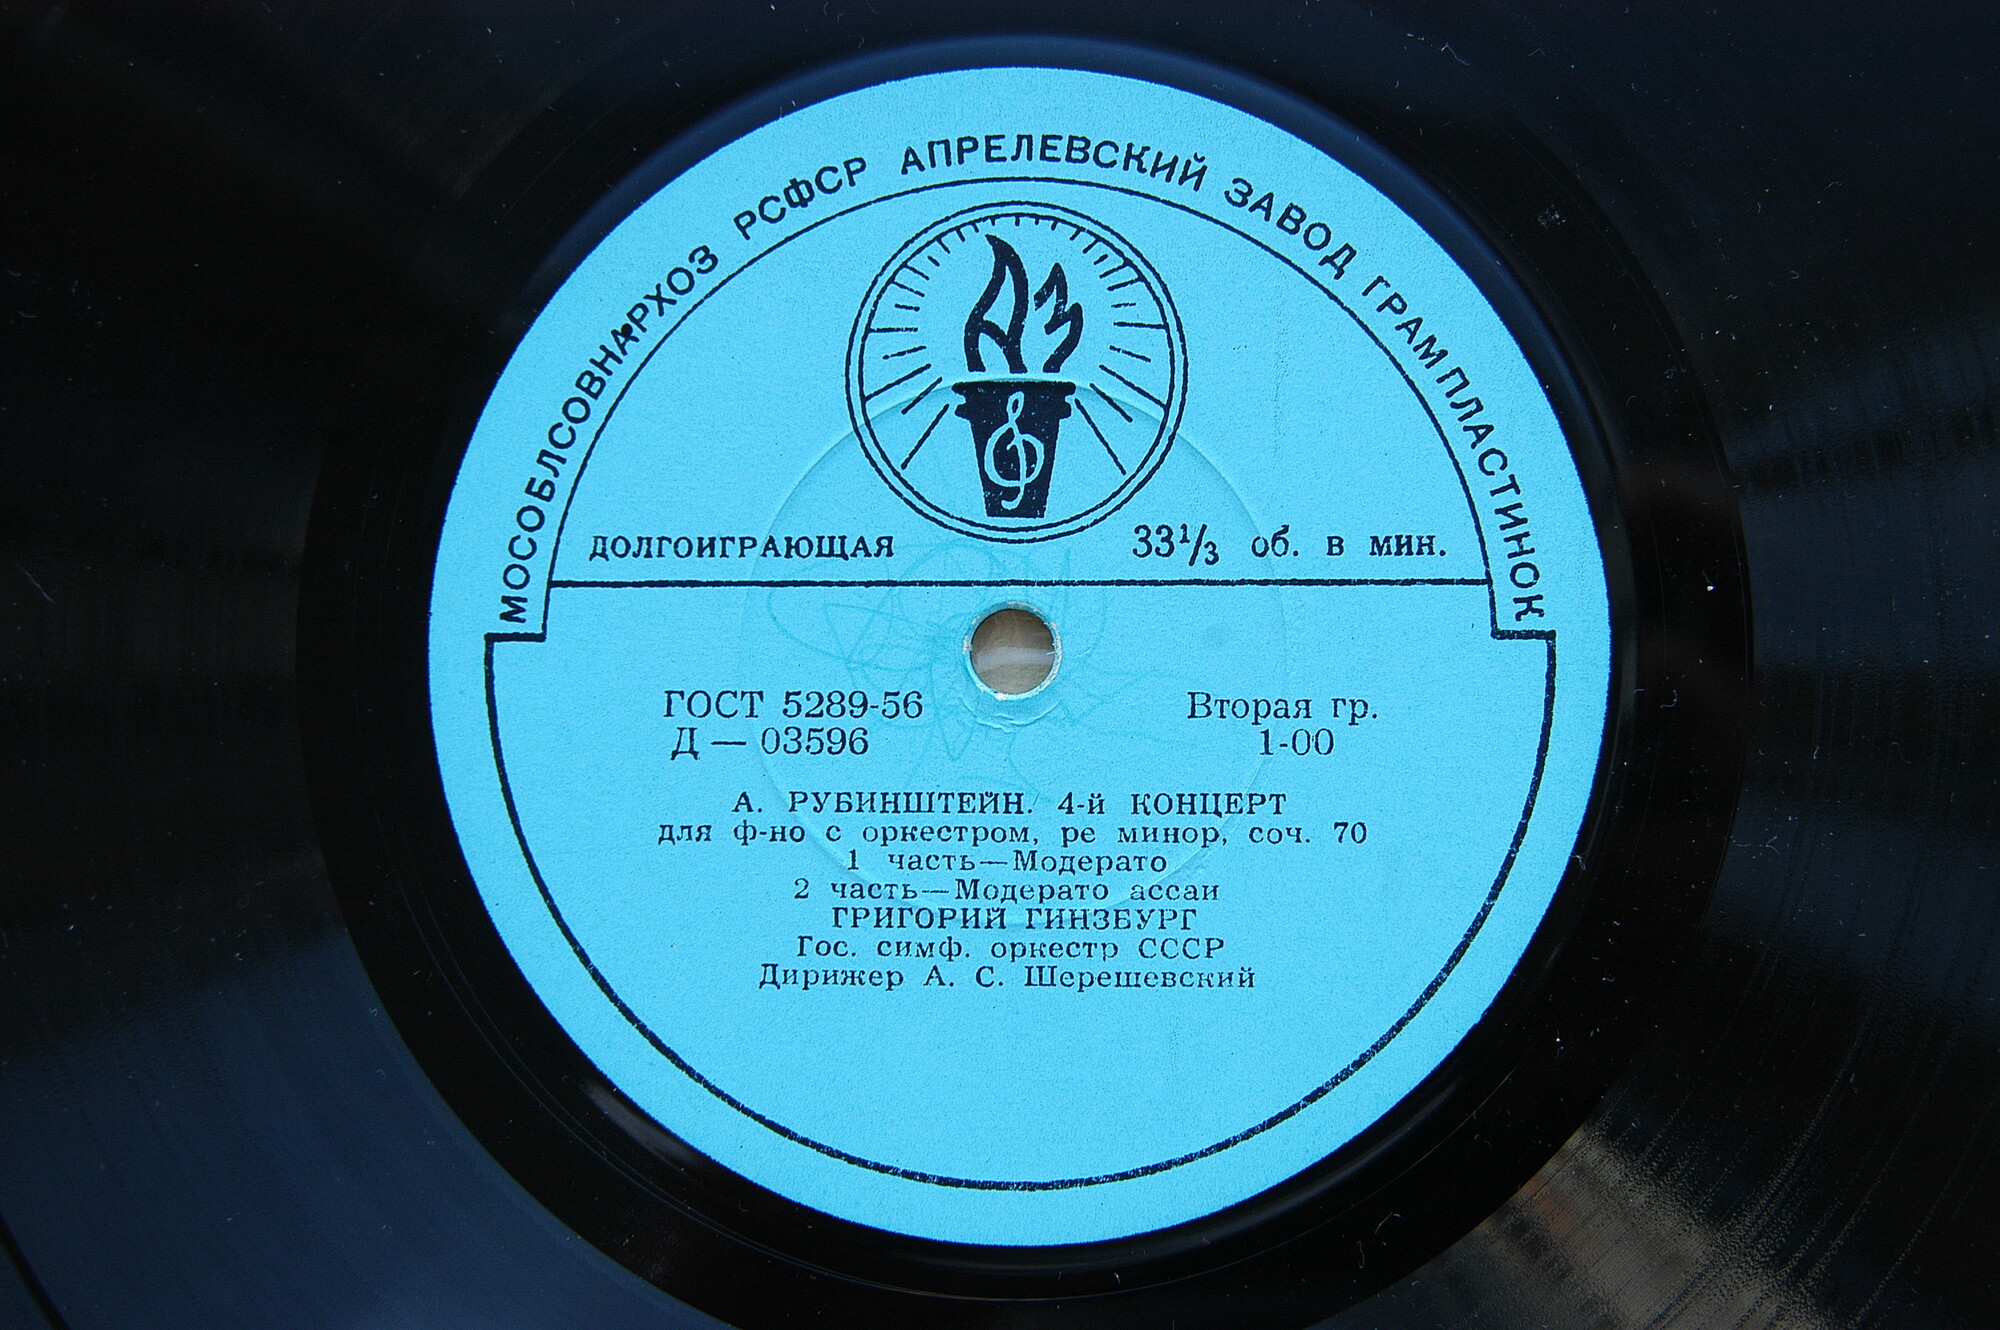 МОСОБЛСОВНАРХОЗ РСФСР АПРЕЛЕВСКИЙ ЗАВОД ГРАМПЛАСТИНОК
АЗ
ДОЛГОИГРАЮЩАЯ 33⅓ об. в мин.
ГОСТ 5289-56 Вторая гр.
Д — 03596 1-00
А. РУБИНШТЕЙН. 4-й КОНЦЕРТ
для ф-но с оркестром, ре минор, соч. 70
1 часть—Модерато
2 часть—Модерато ассаи
ГРИГОРИЙ ГИНЗБУРГ
Гос. симф. оркестр СССР
Дирижер А. С. Шерешевский